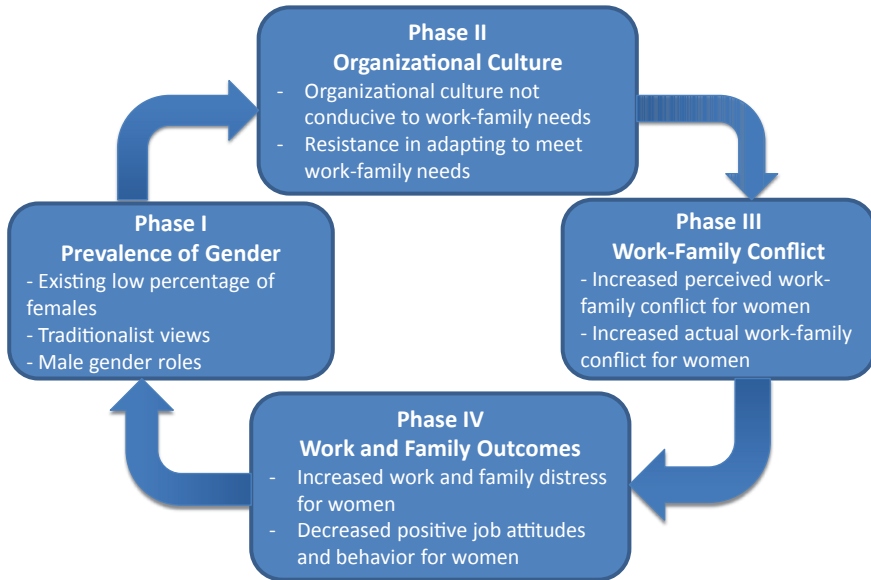 Phase II
Organizational Culture
- Organizational culture not
conducive to work-family needs
- Resistance in adapting to meet
work-family needs
Phase I
Prevalence of Gender
- Existing low percentage of
females
- Traditionalist views
- Male gender roles
Phase III
Work-Family Conflict
- Increased perceived work-
family conflict for women
- Increased actual work-family
conflict for women
Phase IV
Work and Family Outcomes
- Increased work and family distress
for women
- Decreased positive job attitudes
and behavior for women